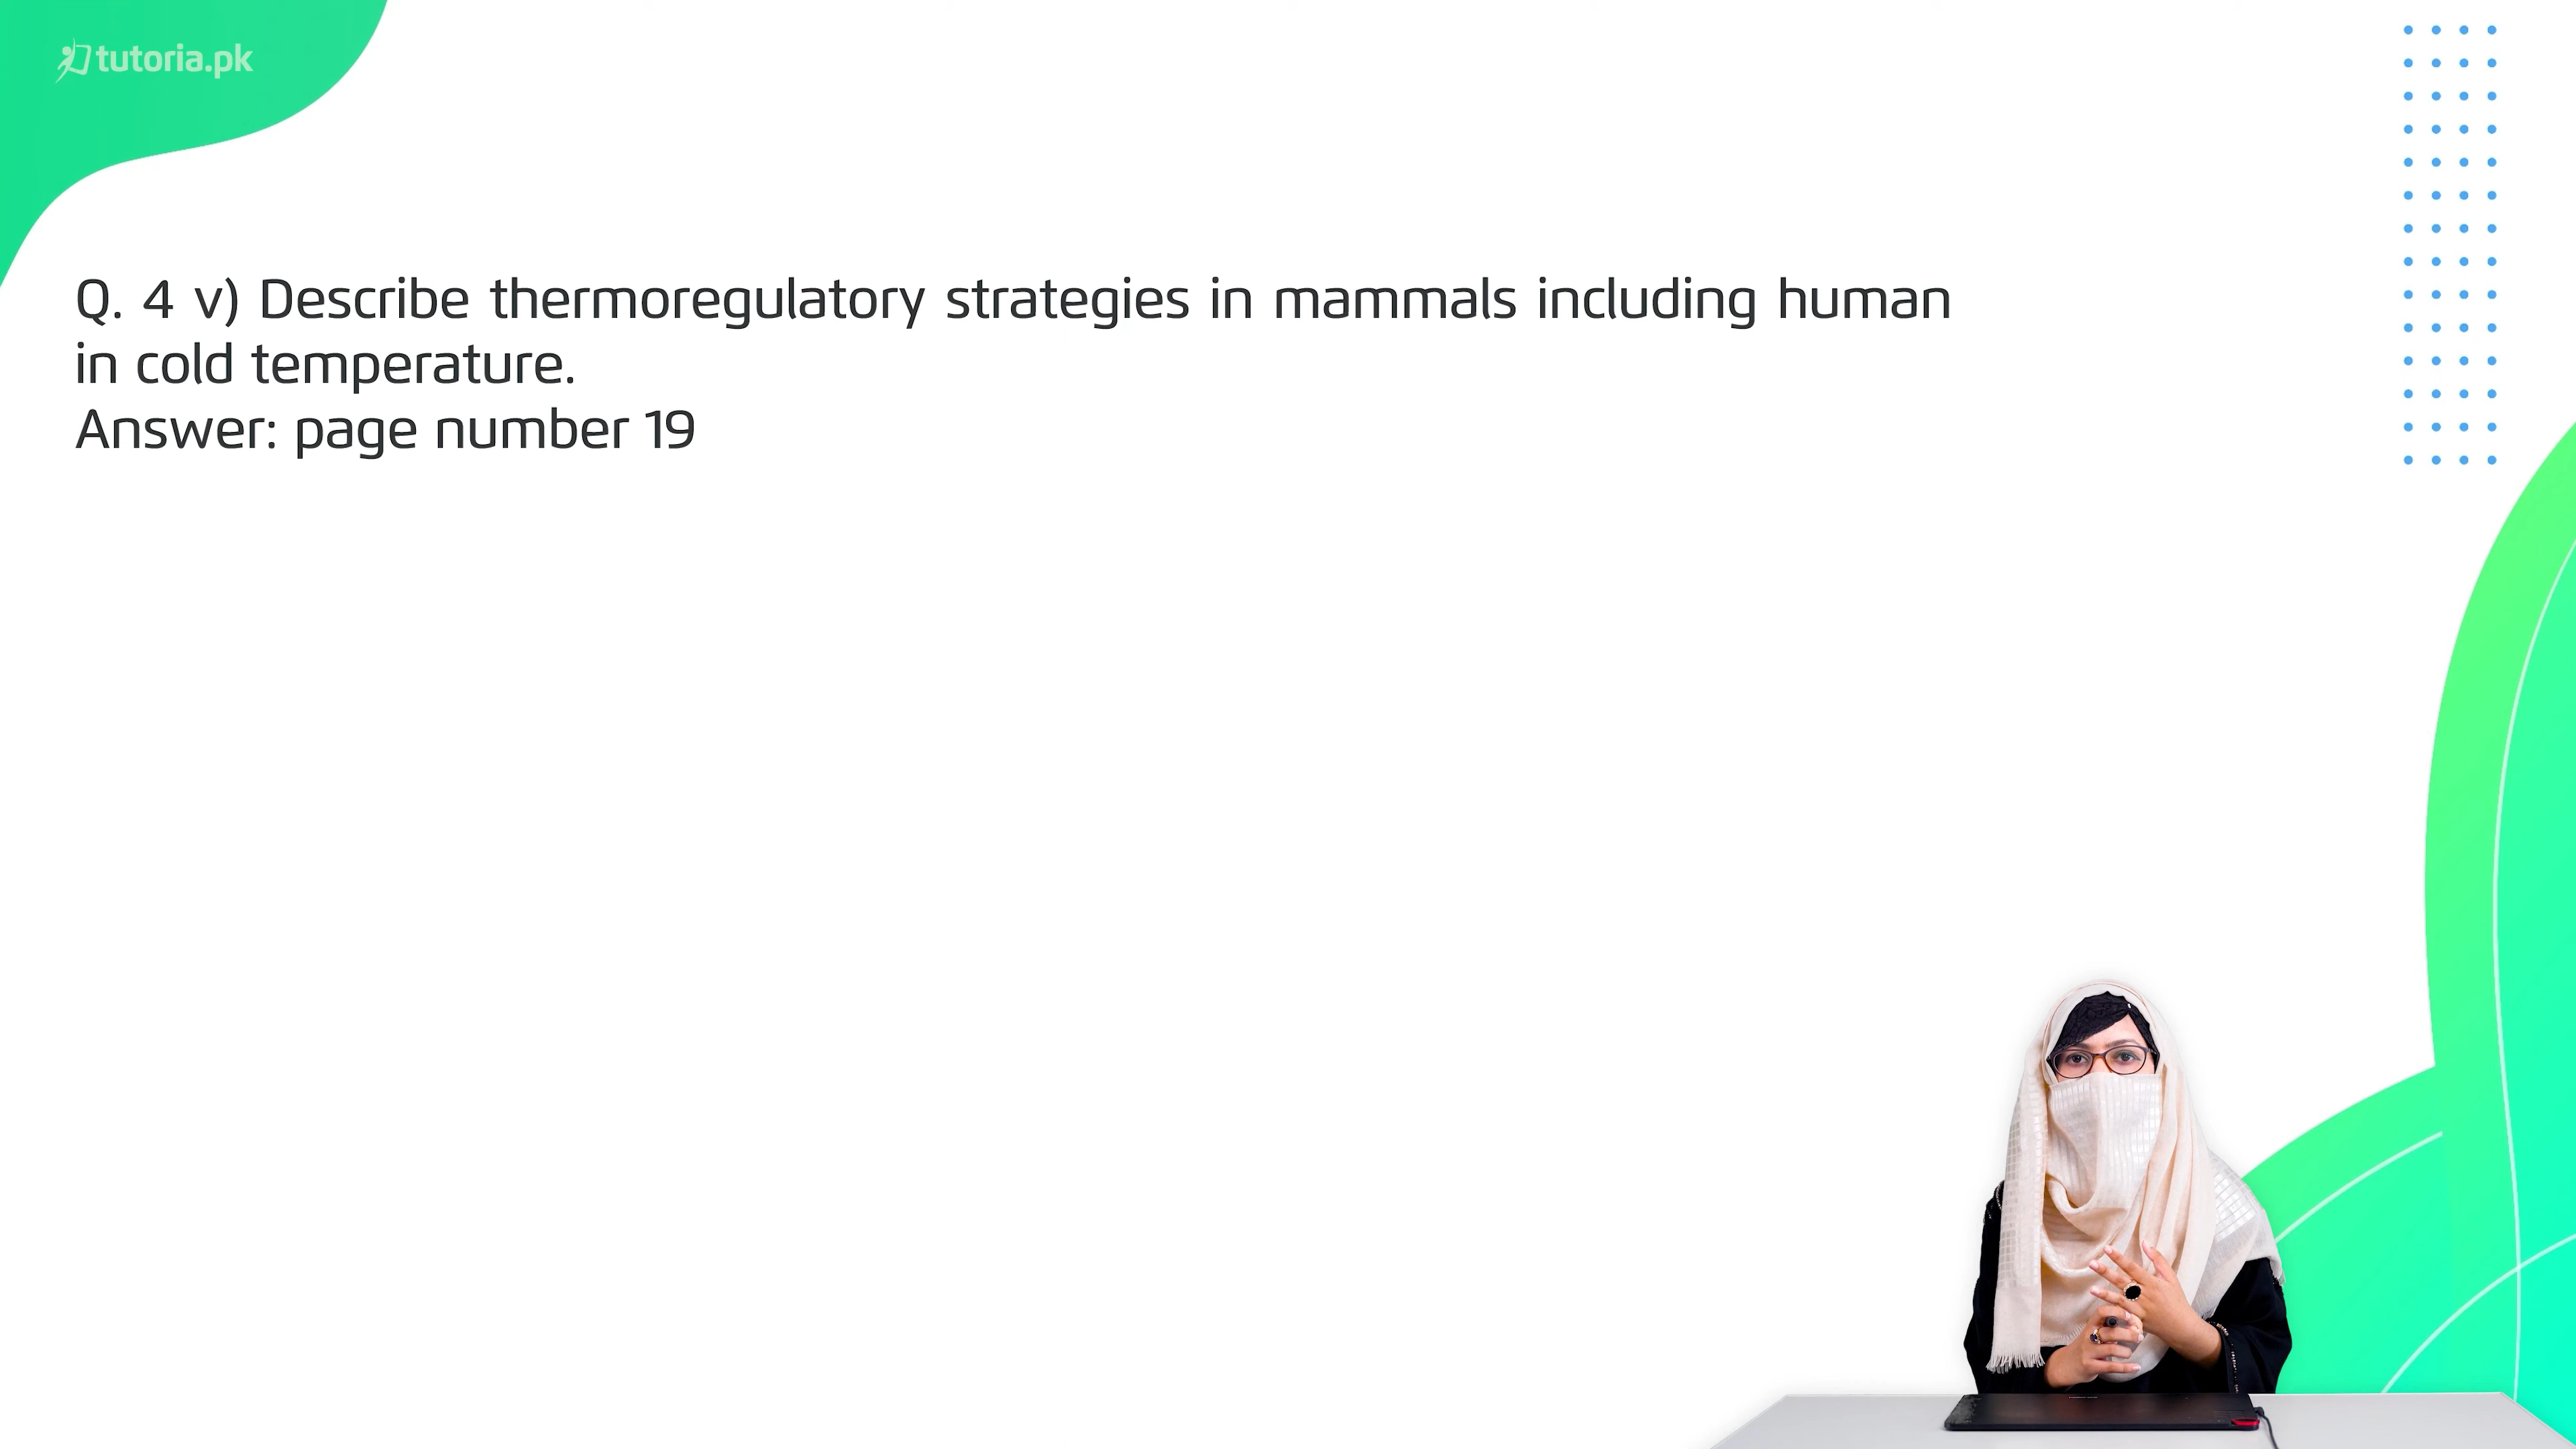 tutoria.pk
Q. 4 v) Describe thermoregulatory strategies in mammals including human
in cold temperature.
Answer: page number 19